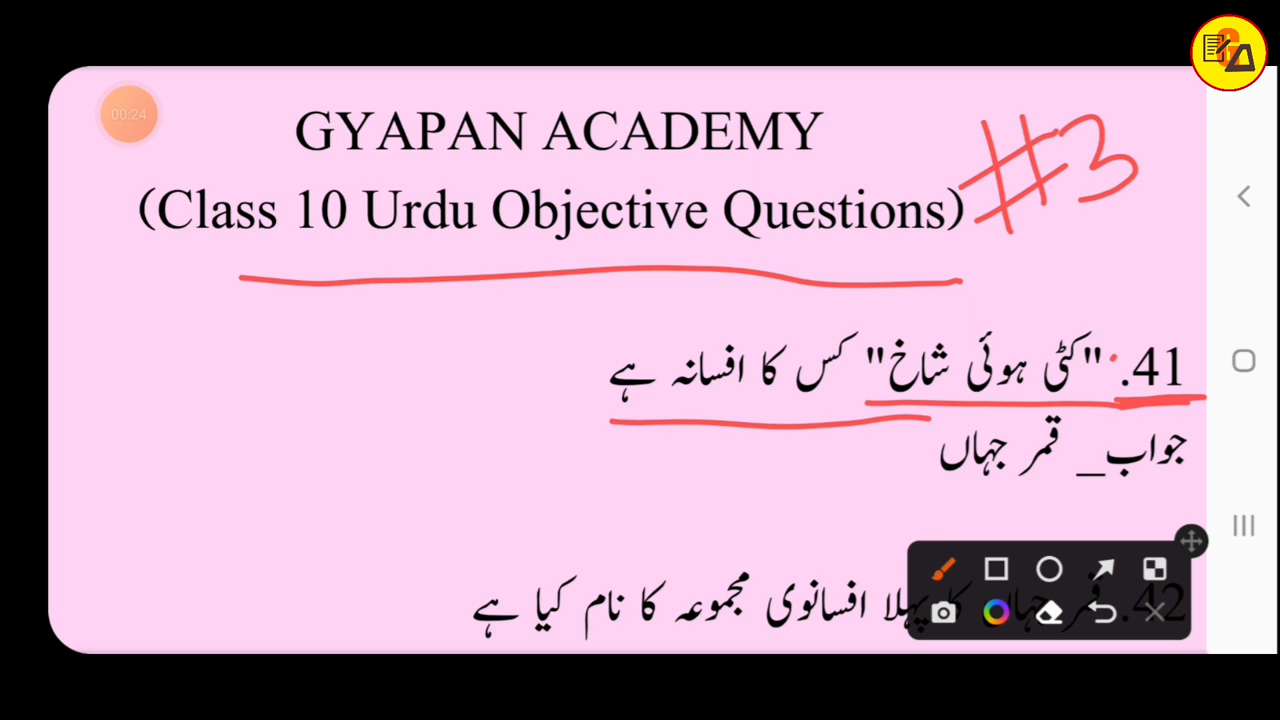 00:24
GYAPAN ACADEMY
#3
(Class 10 Urdu Objective Questions)
41. "کٹی ہوئی شاخ" کس کا افسانہ ہے
جواب_ قمر جہاں
42. قمر جہاں کا پہلا افسانوی مجموعہ کا نام کیا ہے